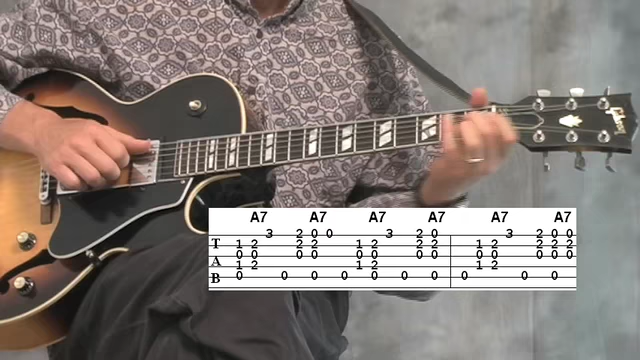 A7 A7 A7 A7 A7 A7
3 2 0 0 3 2 0 3 2 0 0
T 1 2 2 2 1 2 2 2 1 2 2 2 2
0 0 0 0 0 0 0 0 0 0 0 0 0
A 1 2 1 2 1 2
B 0 0 0 0 0 0 0 0 0 0